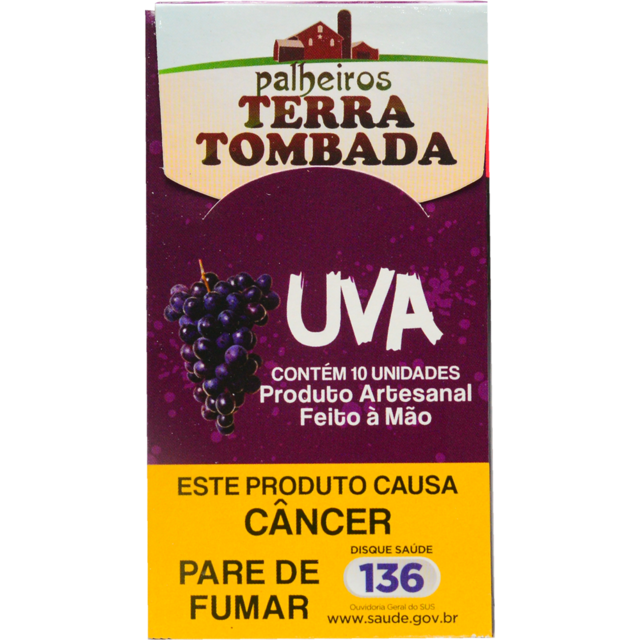 palheiros
TERRA
TOMBADA
UVA
CONTÉM 10 UNIDADES
Produto Artesanal
Feito à Mão
ESTE PRODUTO CAUSA
CÂNCER
PARE DE
FUMAR
DISQUE SAÚDE
136
Ouvidoria Geral do SUS
www.saude.gov.br